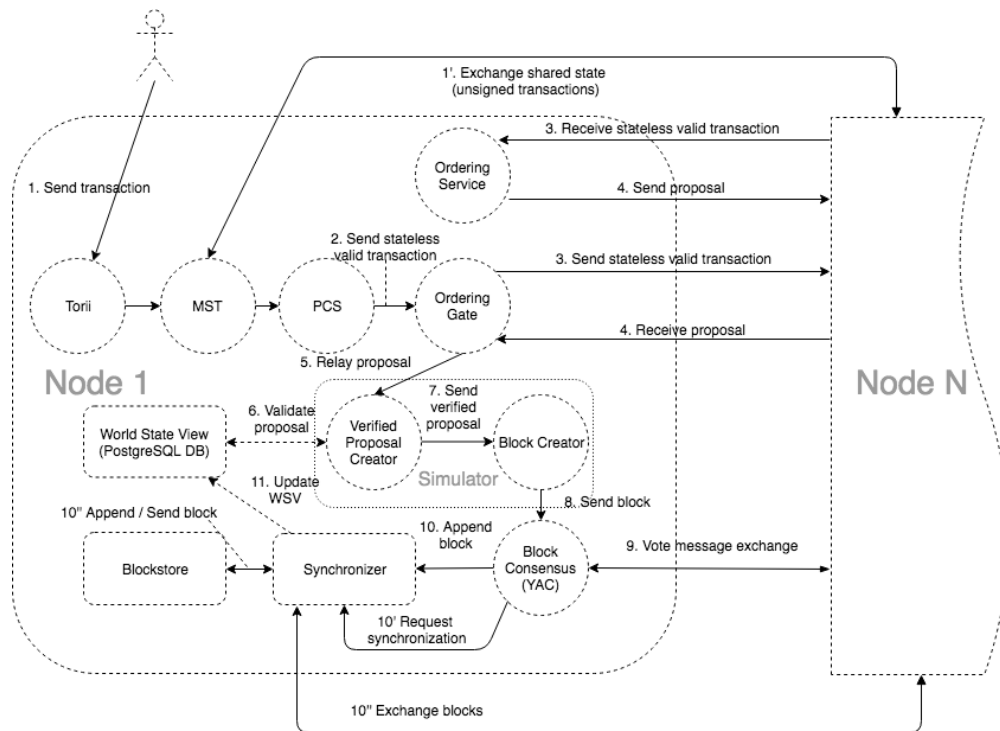 1'. Exchange shared state
(unsigned transactions)
3. Receive stateless valid transaction
Ordering
Service
1. Send transaction
4. Send proposal
2. Send stateless
valid transaction
3. Send stateless valid transaction
Torii
MST
PCS
Ordering
Gate
4. Receive proposal
5. Relay proposal
Node 1
Node N
7. Send
verified
proposal
6. Validate
proposal
World State View
(PostgreSQL DB)
Verified
Proposal
Creator
Block Creator
Simulator
11. Update
WSV
8. Send block
10" Append / Send block
10. Append
block
9. Vote message exchange
Blockstore
Synchronizer
Block
Consensus
(YAC)
10' Request
synchronization
10" Exchange blocks